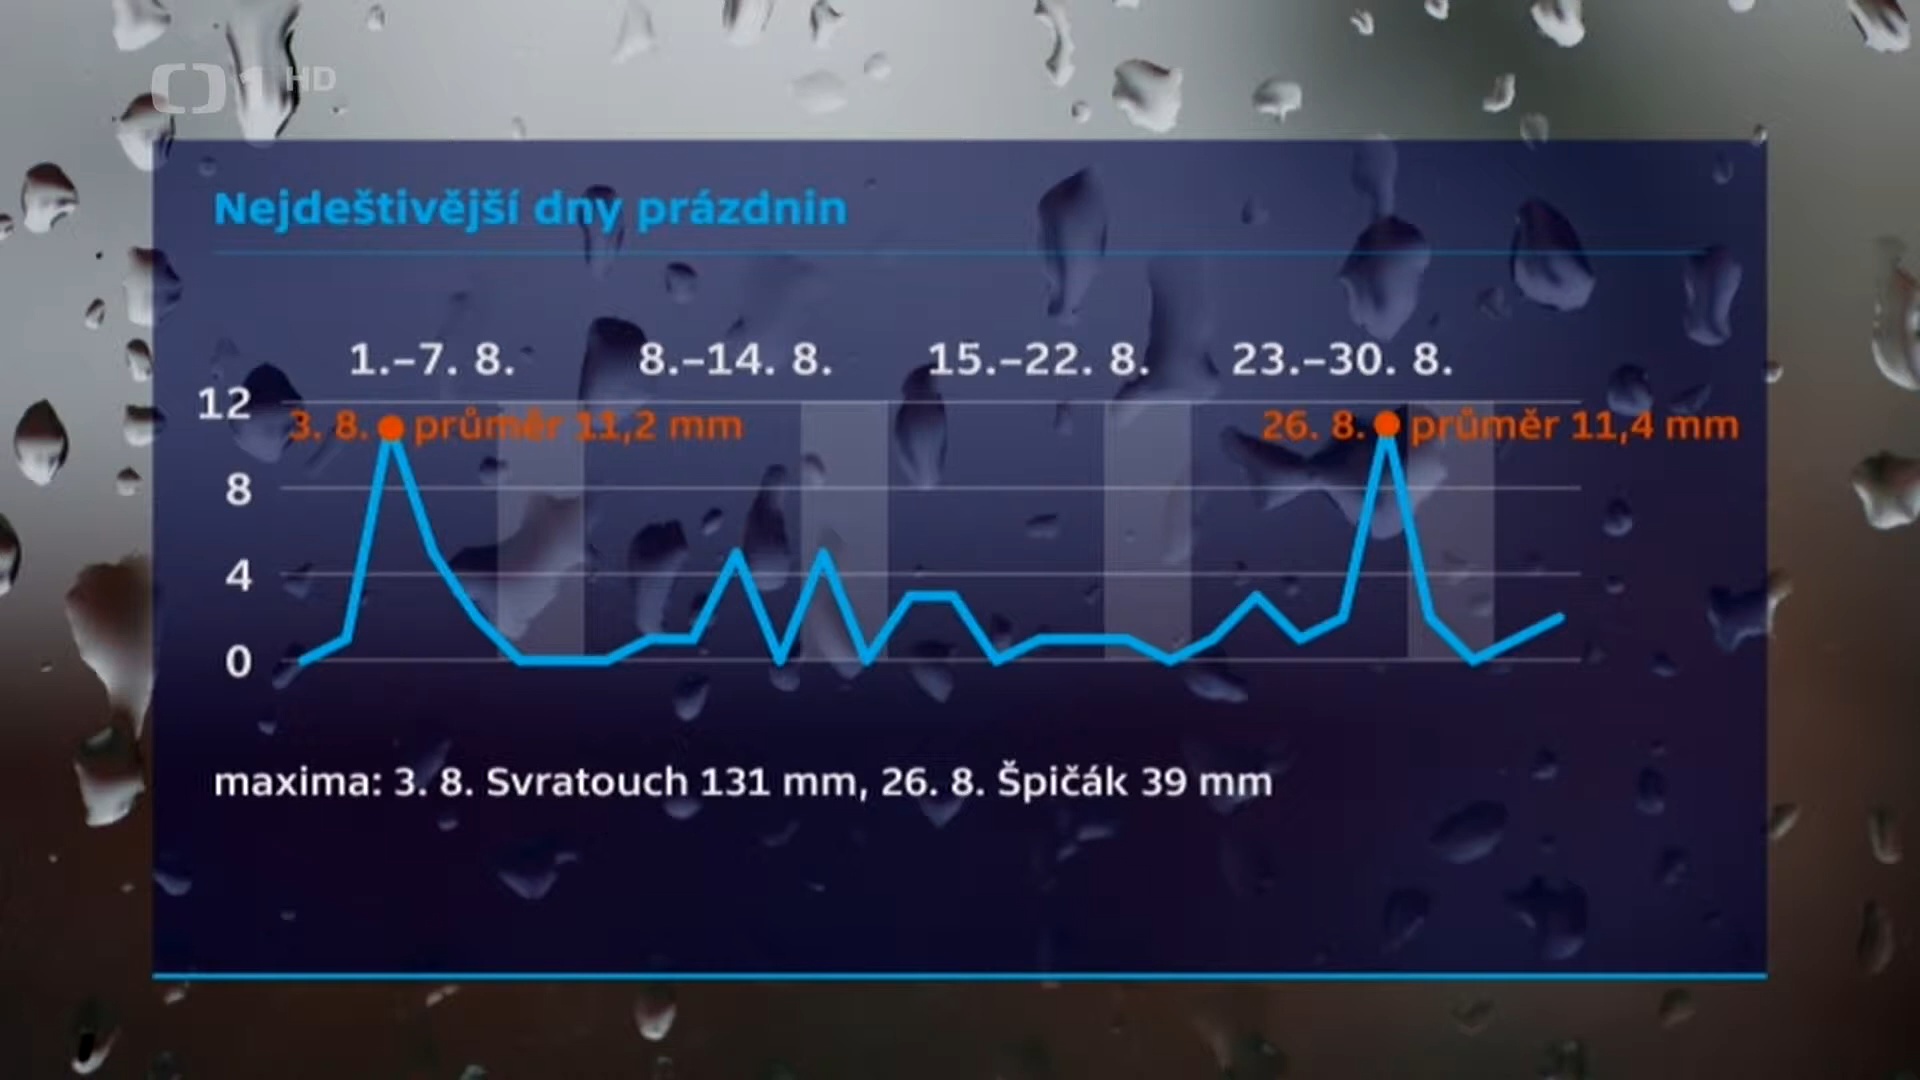 1 HD
Nejdeštivější dny prázdnin
1.–7. 8. 8.–14. 8. 15.–22. 8. 23.–30. 8.
12
3. 8. průměr 11,2 mm 26. 8. průměr 11,4 mm
8
4
0
maxima: 3. 8. Svratouch 131 mm, 26. 8. Špičák 39 mm